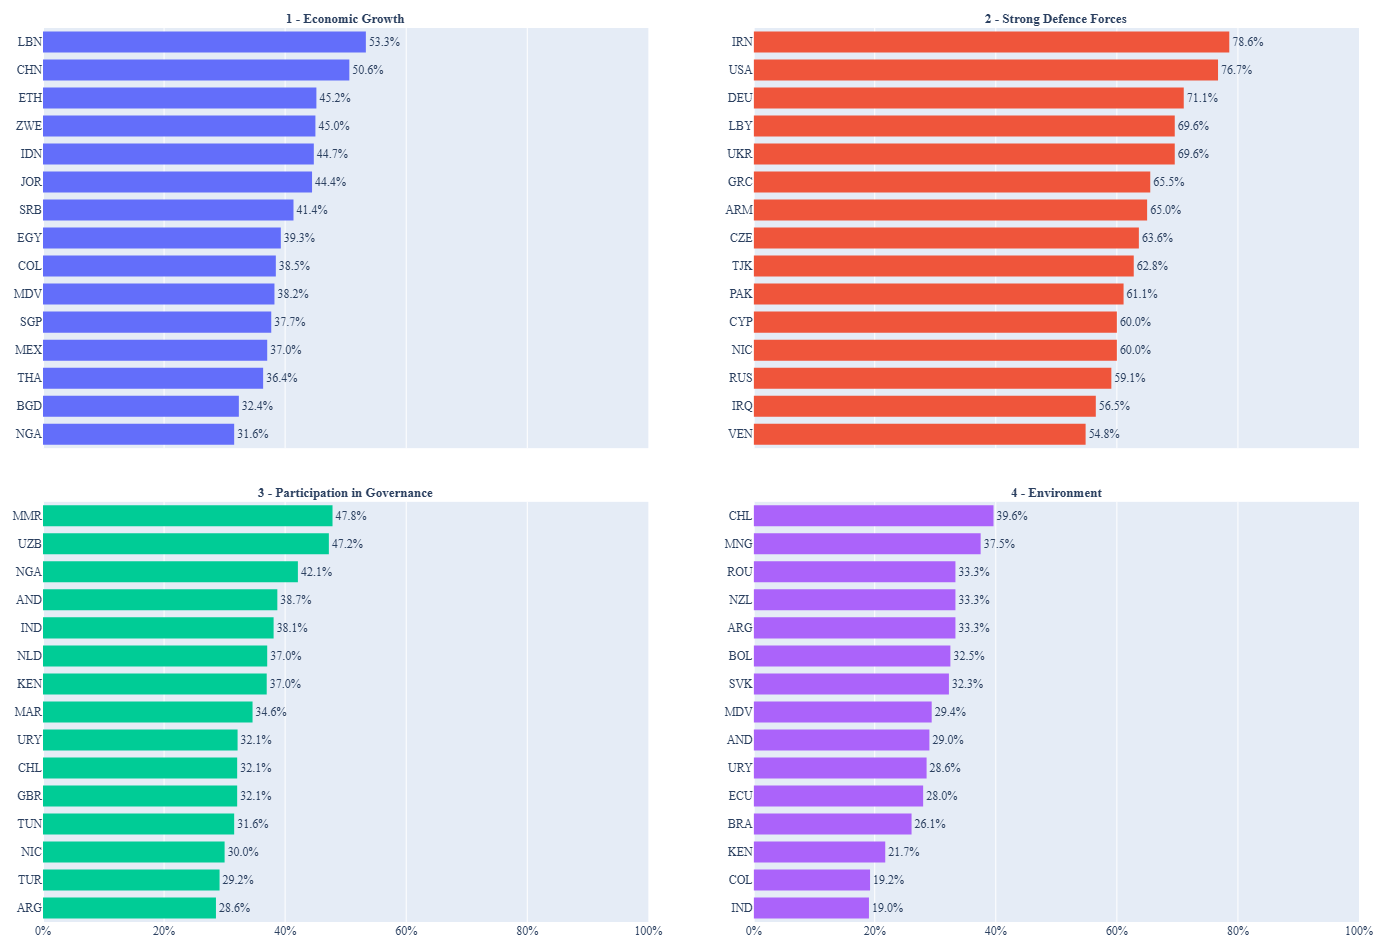 1 - Economic Growth
LBN 53.3%
CHN 50.6%
ETH 45.2%
ZWE 45.0%
IDN 44.7%
JOR 44.4%
SRB 41.4%
EGY 39.3%
COL 38.5%
MDV 38.2%
SGP 37.7%
MEX 37.0%
THA 36.4%
BGD 32.4%
NGA 31.6%
2 - Strong Defence Forces
IRN 78.6%
USA 76.7%
DEU 71.1%
LBY 69.6%
UKR 69.6%
GRC 65.5%
ARM 65.0%
CZE 63.6%
TJK 62.8%
PAK 61.1%
CYP 60.0%
NIC 60.0%
RUS 59.1%
IRQ 56.5%
VEN 54.8%
3 - Participation in Governance
MMR 47.8%
UZB 47.2%
NGA 42.1%
AND 38.7%
IND 38.1%
NLD 37.0%
KEN 37.0%
MAR 34.6%
URY 32.1%
CHL 32.1%
GBR 32.1%
TUN 31.6%
NIC 30.0%
TUR 29.2%
ARG 28.6%
0% 20% 40% 60% 80% 100%
4 - Environment
CHL 39.6%
MNG 37.5%
ROU 33.3%
NZL 33.3%
ARG 33.3%
BOL 32.5%
SVK 32.3%
MDV 29.4%
AND 29.0%
URY 28.6%
ECU 28.0%
BRA 26.1%
KEN 21.7%
COL 19.2%
IND 19.0%
0% 20% 40% 60% 80% 100%